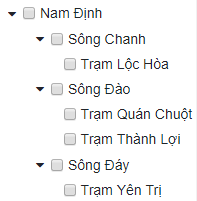 Nam Định
Sông Chanh
Trạm Lộc Hòa
Sông Đào
Trạm Quán Chuột
Trạm Thành Lợi
Sông Đáy
Trạm Yên Trị